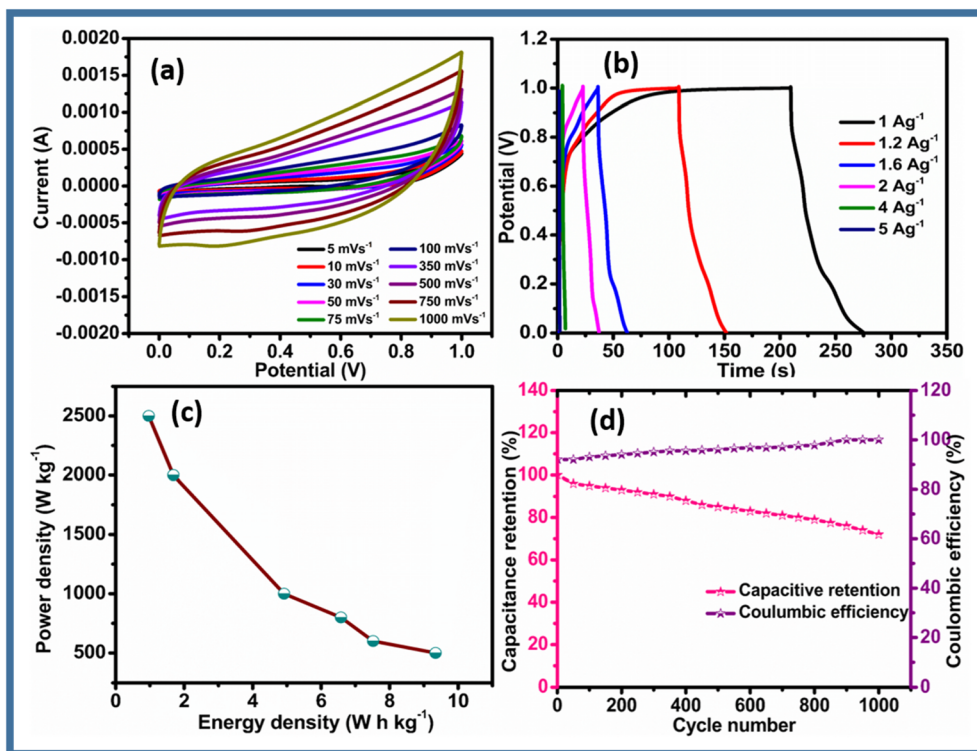 (a)
0.0020
0.0015
0.0010
0.0005
0.0000
-0.0005
-0.0010
-0.0015
-0.0020
Current (A)
5 mVs⁻¹
10 mVs⁻¹
30 mVs⁻¹
50 mVs⁻¹
75 mVs⁻¹
100 mVs⁻¹
350 mVs⁻¹
500 mVs⁻¹
750 mVs⁻¹
1000 mVs⁻¹
0.0 0.2 0.4 0.6 0.8 1.0
Potential (V)
(b)
1.2
1.0
0.8
0.6
0.4
0.2
0.0
Potential (V)
1 Ag⁻¹
1.2 Ag⁻¹
1.6 Ag⁻¹
2 Ag⁻¹
4 Ag⁻¹
5 Ag⁻¹
0 50 100 150 200 250 300 350
Time (s)
(c)
2500
2000
1500
1000
500
Power density (W kg⁻¹)
0 2 4 6 8 10
Energy density (W h kg⁻¹)
(d)
140
120
100
80
60
40
20
0
Capacitance retention (%)
Capacitive retention
Coulumbic efficiency
120
100
80
60
40
20
0
Coulombic efficiency (%)
0 200 400 600 800 1000
Cycle number